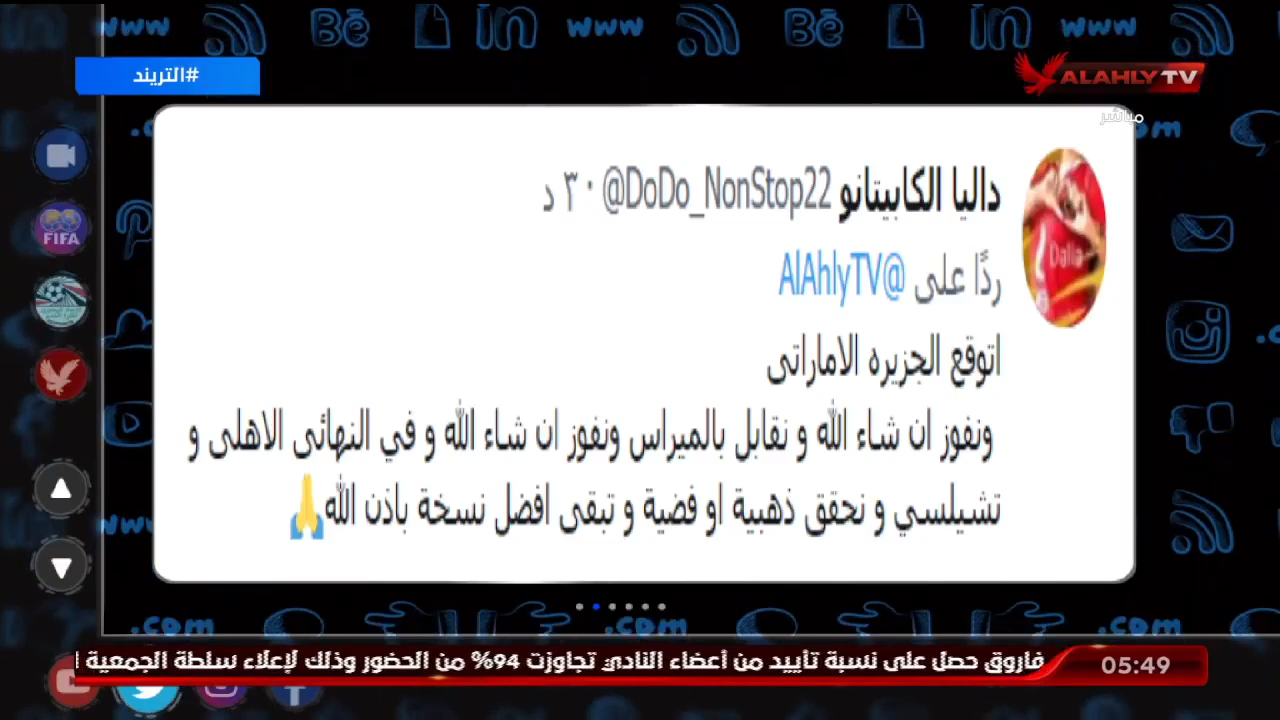 #التريند
ALAHLY TV
مباشر
داليا الكابيتانو @DoDo_NonStop22 · ٣٠ د
ردًا على @AlAhlyTV
اتوقع الجزيره الاماراتى
ونفوز ان شاء الله و نقابل بالميراس ونفوز ان شاء الله و في النهائى الاهلى و
تشيلسي و نحقق ذهبية او فضية و تبقى افضل نسخة باذن الله🙏
Dalia
FIFA
فاروق حصل على نسبة تأييد من أعضاء النادي تجاوزت 94% من الحضور وذلك لإعلاء سلطة الجمعية
05:49